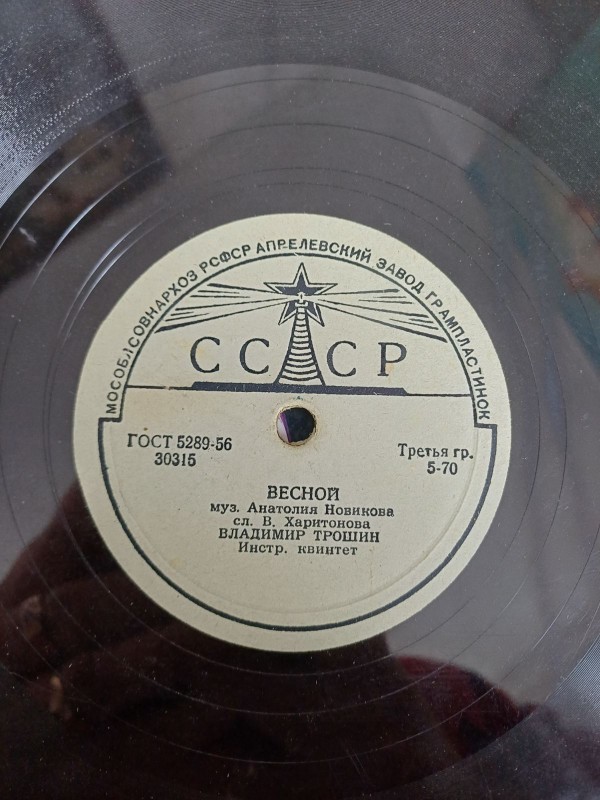 МОСОБЛСОВНАРХОЗ РСФСР АПРЕЛЕВСКИЙ ЗАВОД ГРАМПЛАСТИНОК
СССР
ГОСТ 5289-56
30315
Третья гр.
5-70
ВЕСНОЙ
муз. Анатолия Новикова
сл. В. Харитонова
ВЛАДИМИР ТРОШИН
Инстр. квинтет